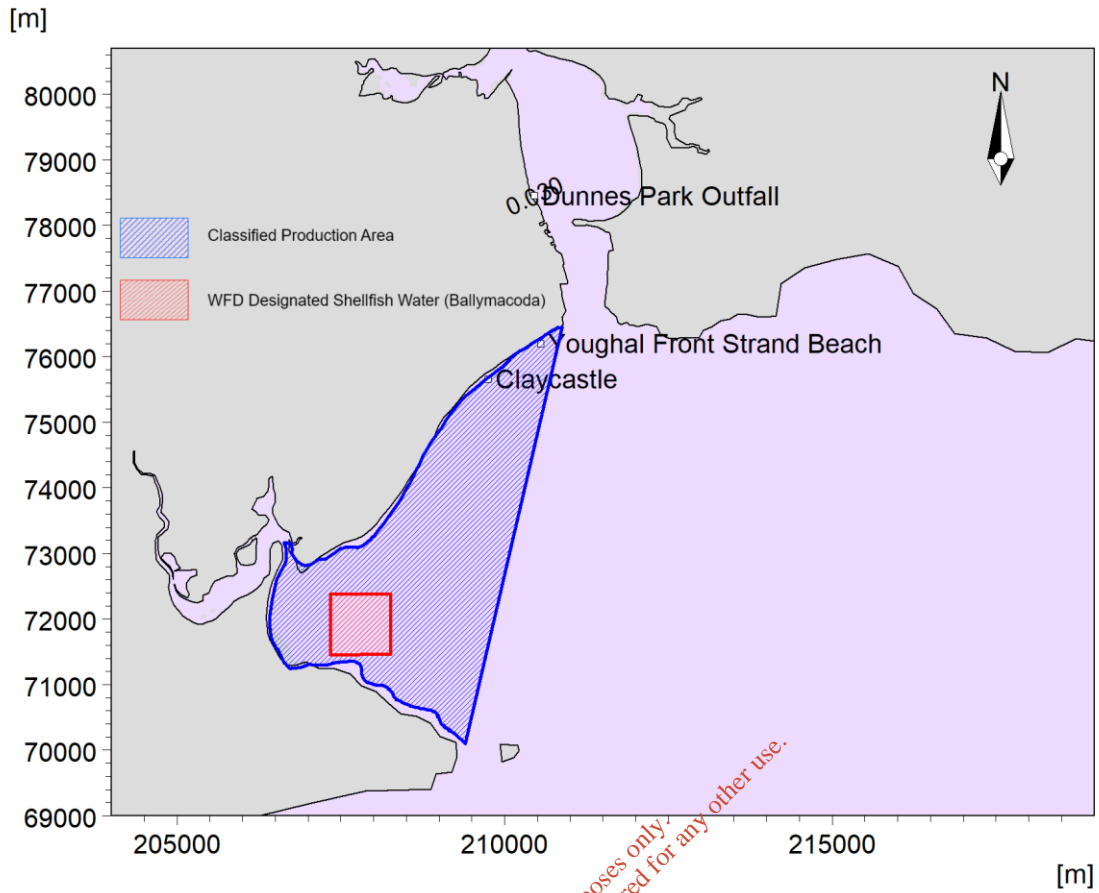 [m]
80000
N
79000
0.030
Dunnes Park Outfall
78000
Classified Production Area
77000
WFD Designated Shellfish Water (Ballymacoda)
76000
Youghal Front Strand Beach
Claycastle
75000
74000
73000
72000
71000
70000
69000
oses only.
red for any other use.
205000
210000
215000
[m]